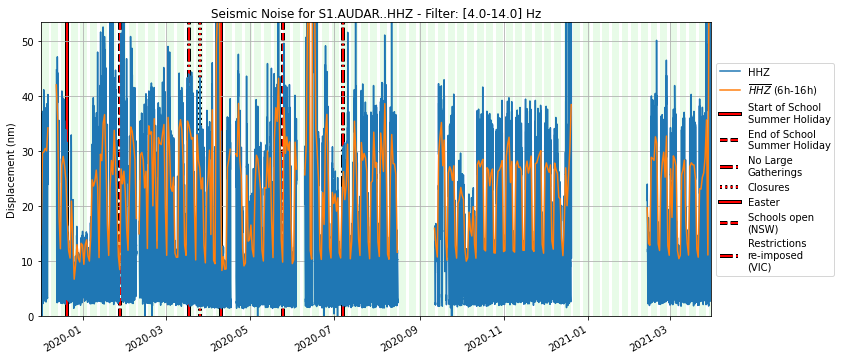 Seismic Noise for S1.AUDAR..HHZ - Filter: [4.0-14.0] Hz
Displacement (nm)
50
40
30
20
10
0
2020-01
2020-03
2020-05
2020-07
2020-09
2020-11
2021-01
2021-03
HHZ
HHZ (6h-16h)
Start of School
Summer Holiday
End of School
Summer Holiday
No Large
Gatherings
Closures
Easter
Schools open
(NSW)
Restrictions
re-imposed
(VIC)